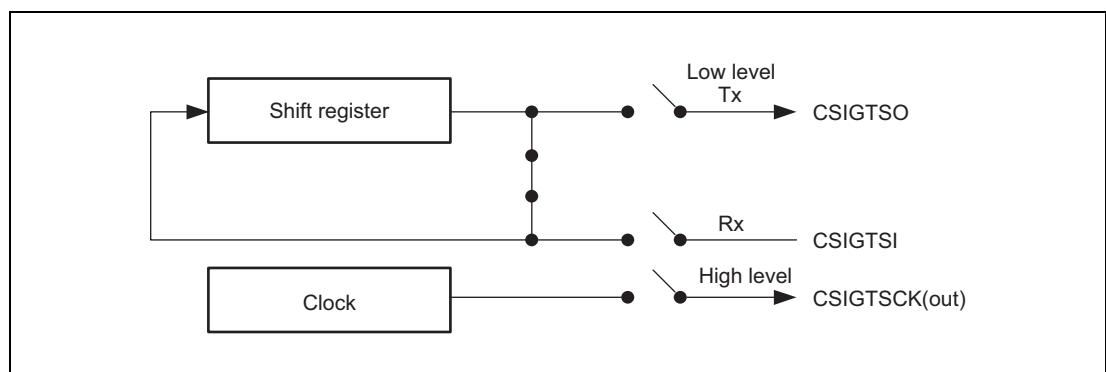 Low level
Shift register
Tx
CSIGTSO
Rx
CSIGTSI
Clock
High level
CSIGTSCK(out)